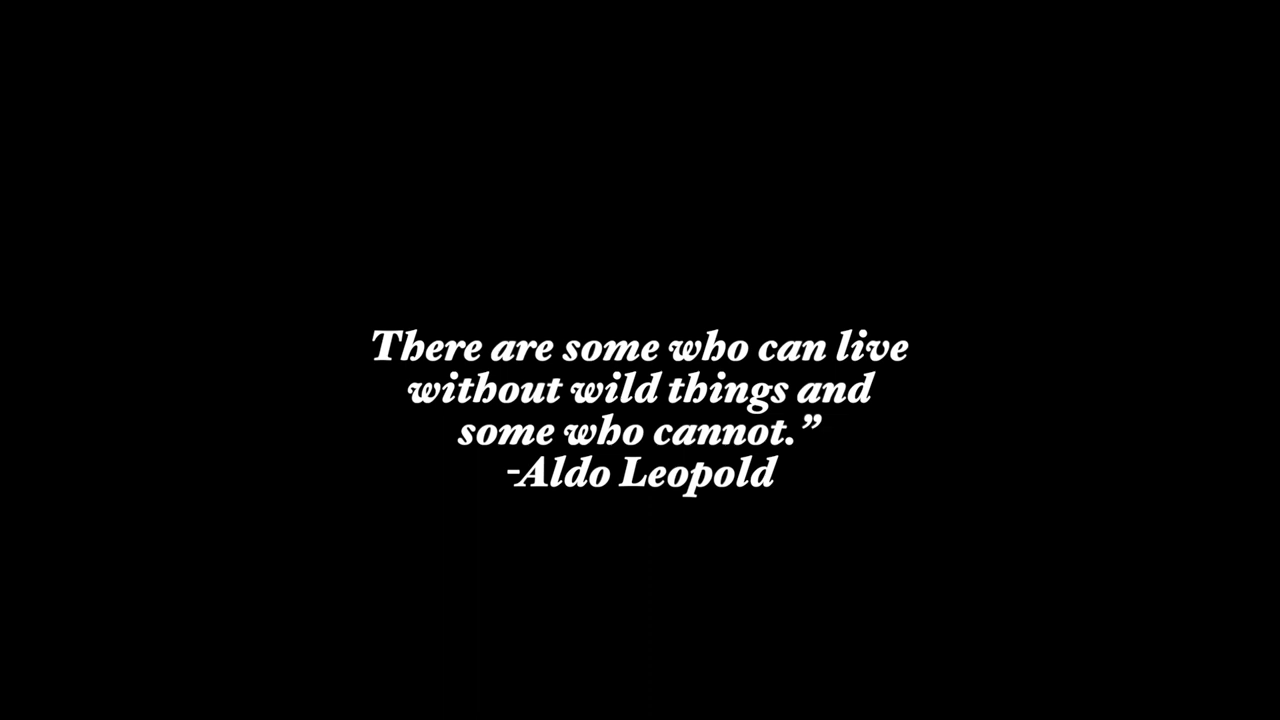 There are some who can live
without wild things and
some who cannot.”
-Aldo Leopold